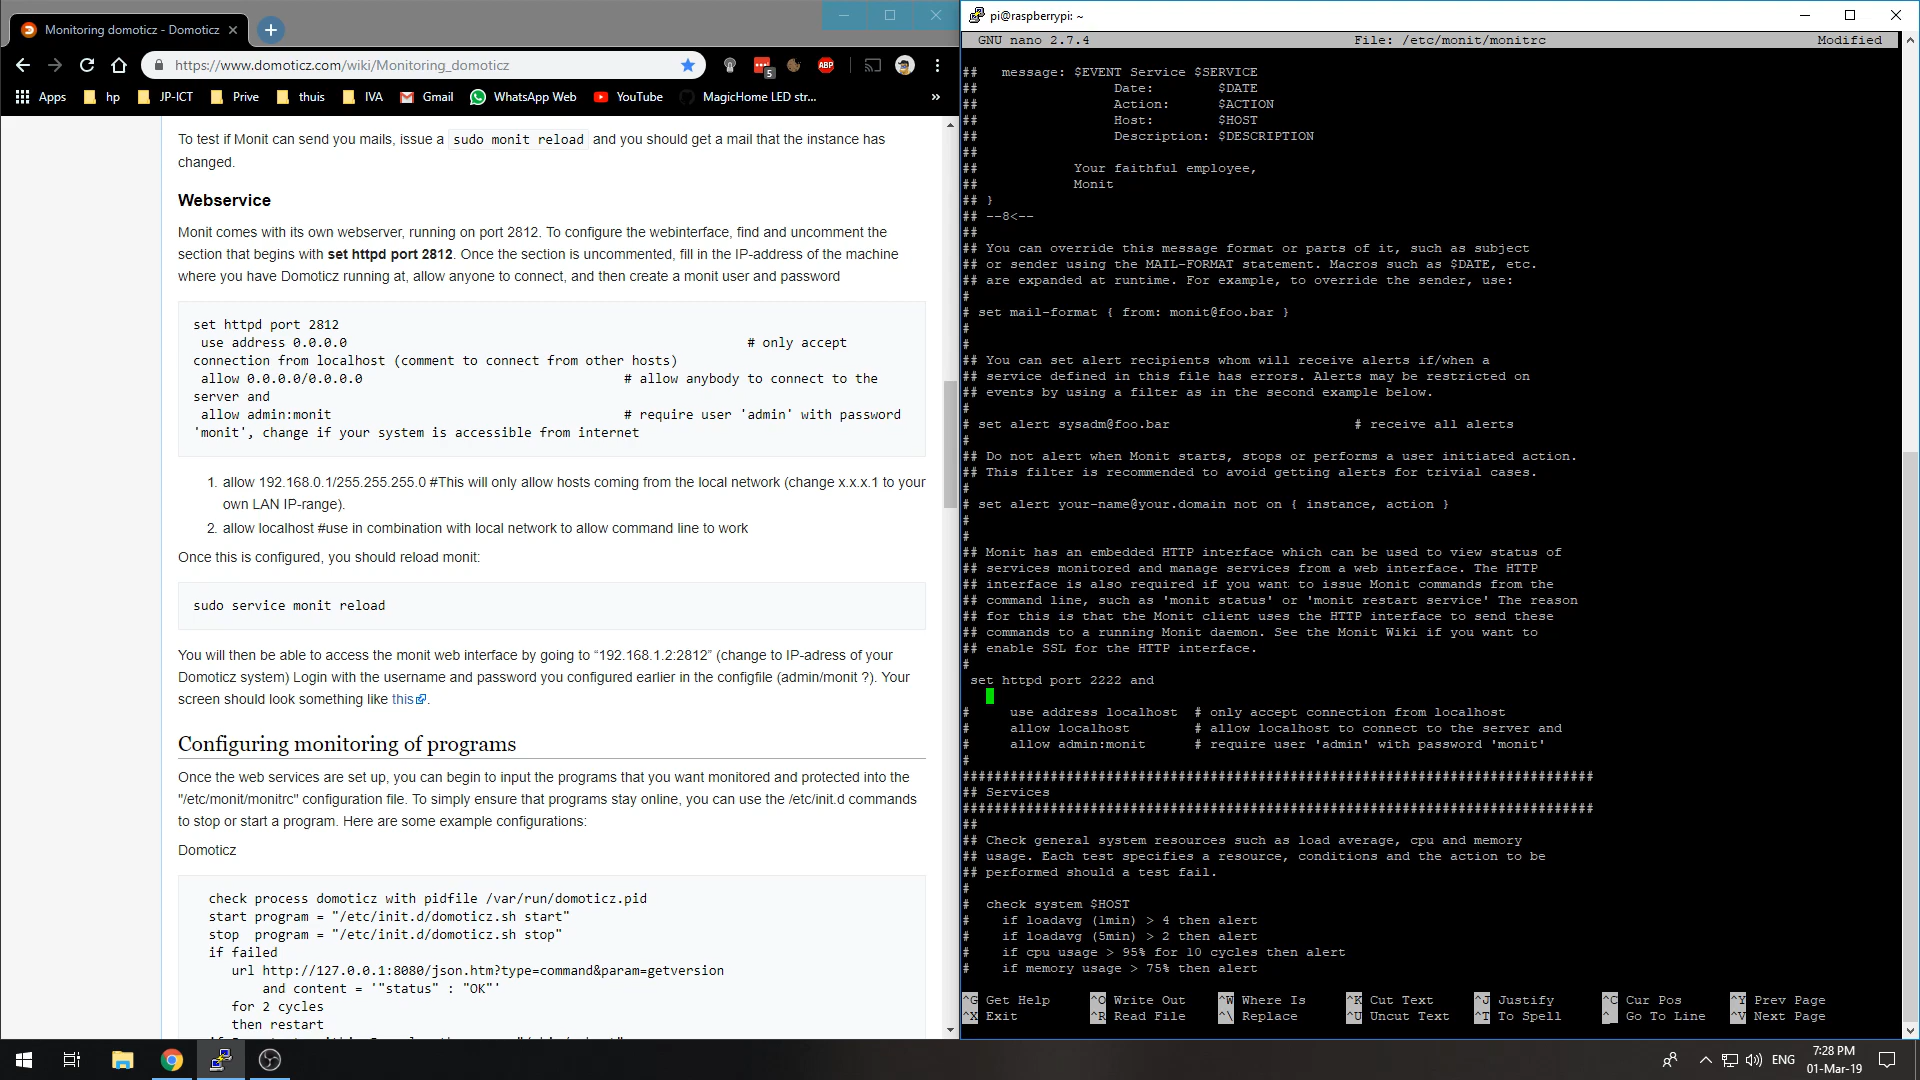 Monitoring domoticz - Domoticz
https://www.domoticz.com/wiki/Monitoring_domoticz
5
ABP
Apps
hp
JP-ICT
Prive
thuis
IVA
Gmail
WhatsApp Web
YouTube
MagicHome LED str...
»
To test if Monit can send you mails, issue a sudo monit reload and you should get a mail that the instance has
changed.
Webservice
Monit comes with its own webserver, running on port 2812. To configure the webinterface, find and uncomment the
section that begins with set httpd port 2812. Once the section is uncommented, fill in the IP-address of the machine
where you have Domoticz running at, allow anyone to connect, and then create a monit user and password
set httpd port 2812
use address 0.0.0.0 # only accept
connection from localhost (comment to connect from other hosts)
allow 0.0.0.0/0.0.0.0 # allow anybody to connect to the
server and
allow admin:monit # require user 'admin' with password
'monit', change if your system is accessible from internet
1. allow 192.168.0.1/255.255.255.0 #This will only allow hosts coming from the local network (change x.x.x.1 to your
own LAN IP-range).
2. allow localhost #use in combination with local network to allow command line to work
Once this is configured, you should reload monit:
sudo service monit reload
You will then be able to access the monit web interface by going to “192.168.1.2:2812” (change to IP-adress of your
Domoticz system) Login with the username and password you configured earlier in the configfile (admin/monit ?). Your
screen should look something like this.
Configuring monitoring of programs
Once the web services are set up, you can begin to input the programs that you want monitored and protected into the
"/etc/monit/monitrc" configuration file. To simply ensure that programs stay online, you can use the /etc/init.d commands
to stop or start a program. Here are some example configurations:
Domoticz
check process domoticz with pidfile /var/run/domoticz.pid
start program = "/etc/init.d/domoticz.sh start"
stop program = "/etc/init.d/domoticz.sh stop"
if failed
url http://127.0.0.1:8080/json.htm?type=command&param=getversion
and content = '"status" : "OK"'
for 2 cycles
then restart
pi@raspberrypi: ~
GNU nano 2.7.4 File: /etc/monit/monitrc Modified
## message: $EVENT Service $SERVICE
## Date: $DATE
## Action: $ACTION
## Host: $HOST
## Description: $DESCRIPTION
##
## Your faithful employee,
## Monit
## }
## --8<--
##
## You can override this message format or parts of it, such as subject
## or sender using the MAIL-FORMAT statement. Macros such as $DATE, etc.
## are expanded at runtime. For example, to override the sender, use:
#
# set mail-format { from: monit@foo.bar }
#
#
## You can set alert recipients whom will receive alerts if/when a
## service defined in this file has errors. Alerts may be restricted on
## events by using a filter as in the second example below.
#
# set alert sysadm@foo.bar # receive all alerts
#
## Do not alert when Monit starts, stops or performs a user initiated action.
## This filter is recommended to avoid getting alerts for trivial cases.
#
# set alert your-name@your.domain not on { instance, action }
#
#
## Monit has an embedded HTTP interface which can be used to view status of
## services monitored and manage services from a web interface. The HTTP
## interface is also required if you want to issue Monit commands from the
## command line, such as 'monit status' or 'monit restart service' The reason
## for this is that the Monit client uses the HTTP interface to send these
## commands to a running Monit daemon. See the Monit Wiki if you want to
## enable SSL for the HTTP interface.
#
set httpd port 2222 and
# use address localhost # only accept connection from localhost
# allow localhost # allow localhost to connect to the server and
# allow admin:monit # require user 'admin' with password 'monit'
#
###############################################################################
## Services
###############################################################################
##
## Check general system resources such as load average, cpu and memory
## usage. Each test specifies a resource, conditions and the action to be
## performed should a test fail.
#
# check system $HOST
# if loadavg (1min) > 4 then alert
# if loadavg (5min) > 2 then alert
# if cpu usage > 95% for 10 cycles then alert
# if memory usage > 75% then alert
^G Get Help ^O Write Out ^W Where Is ^K Cut Text ^J Justify ^C Cur Pos ^Y Prev Page
^X Exit ^R Read File ^\ Replace ^U Uncut Text ^T To Spell ^_ Go To Line ^V Next Page
ENG
7:28 PM
01-Mar-19